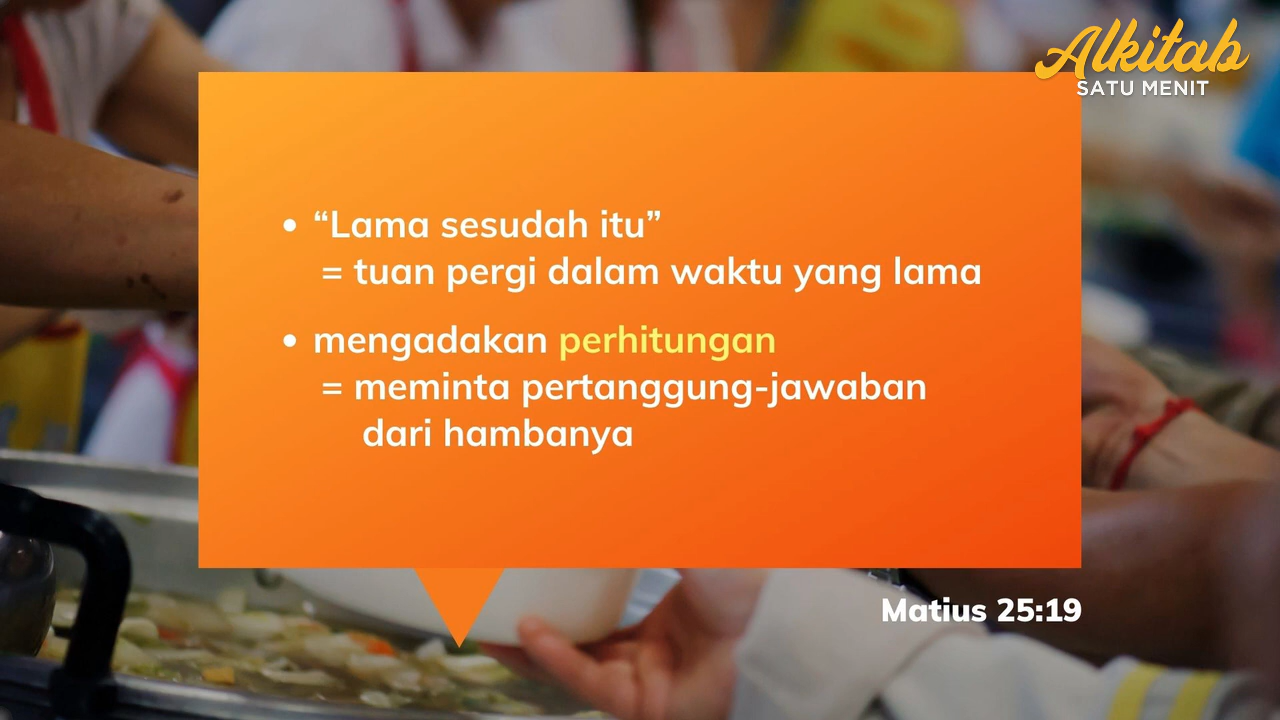 Alkitab
SATU MENIT
• “Lama sesudah itu”
= tuan pergi dalam waktu yang lama
• mengadakan perhitungan
= meminta pertanggung-jawaban
dari hambanya
Matius 25:19